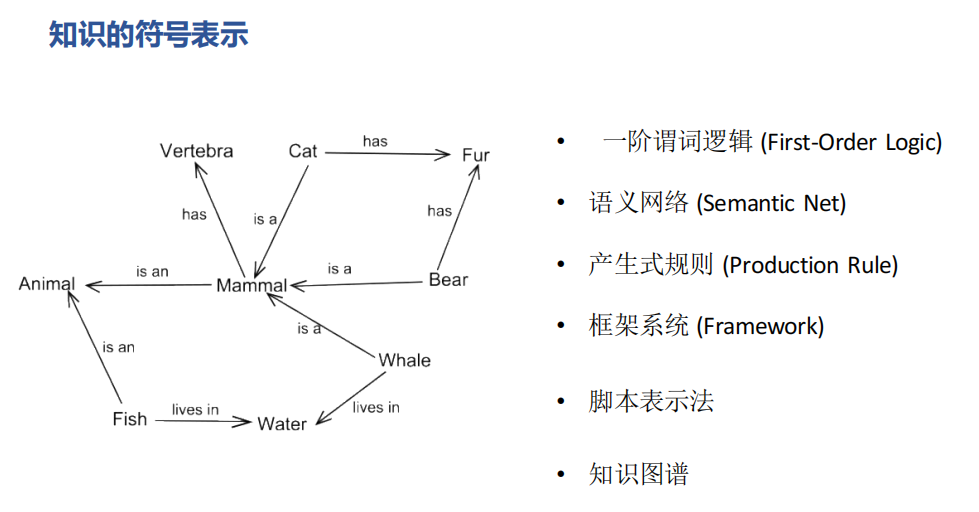 知识的符号表示
Vertebra
Cat
has
Fur
has
is a
has
Animal
is an
Mammal
is a
Bear
is an
is a
Whale
Fish
lives in
Water
lives in
• 一阶谓词逻辑 (First-Order Logic)
• 语义网络 (Semantic Net)
• 产生式规则 (Production Rule)
• 框架系统 (Framework)
• 脚本表示法
• 知识图谱